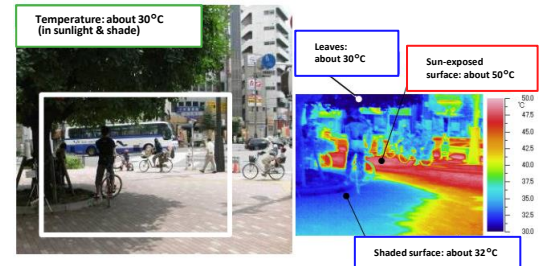 Temperature: about 30°C
(in sunlight & shade)
Leaves:
about 30°C
Sun-exposed
surface: about 50°C
50.0
°C
47.5
45.0
42.5
40.0
37.5
35.0
32.5
30.0
Shaded surface: about 32°C